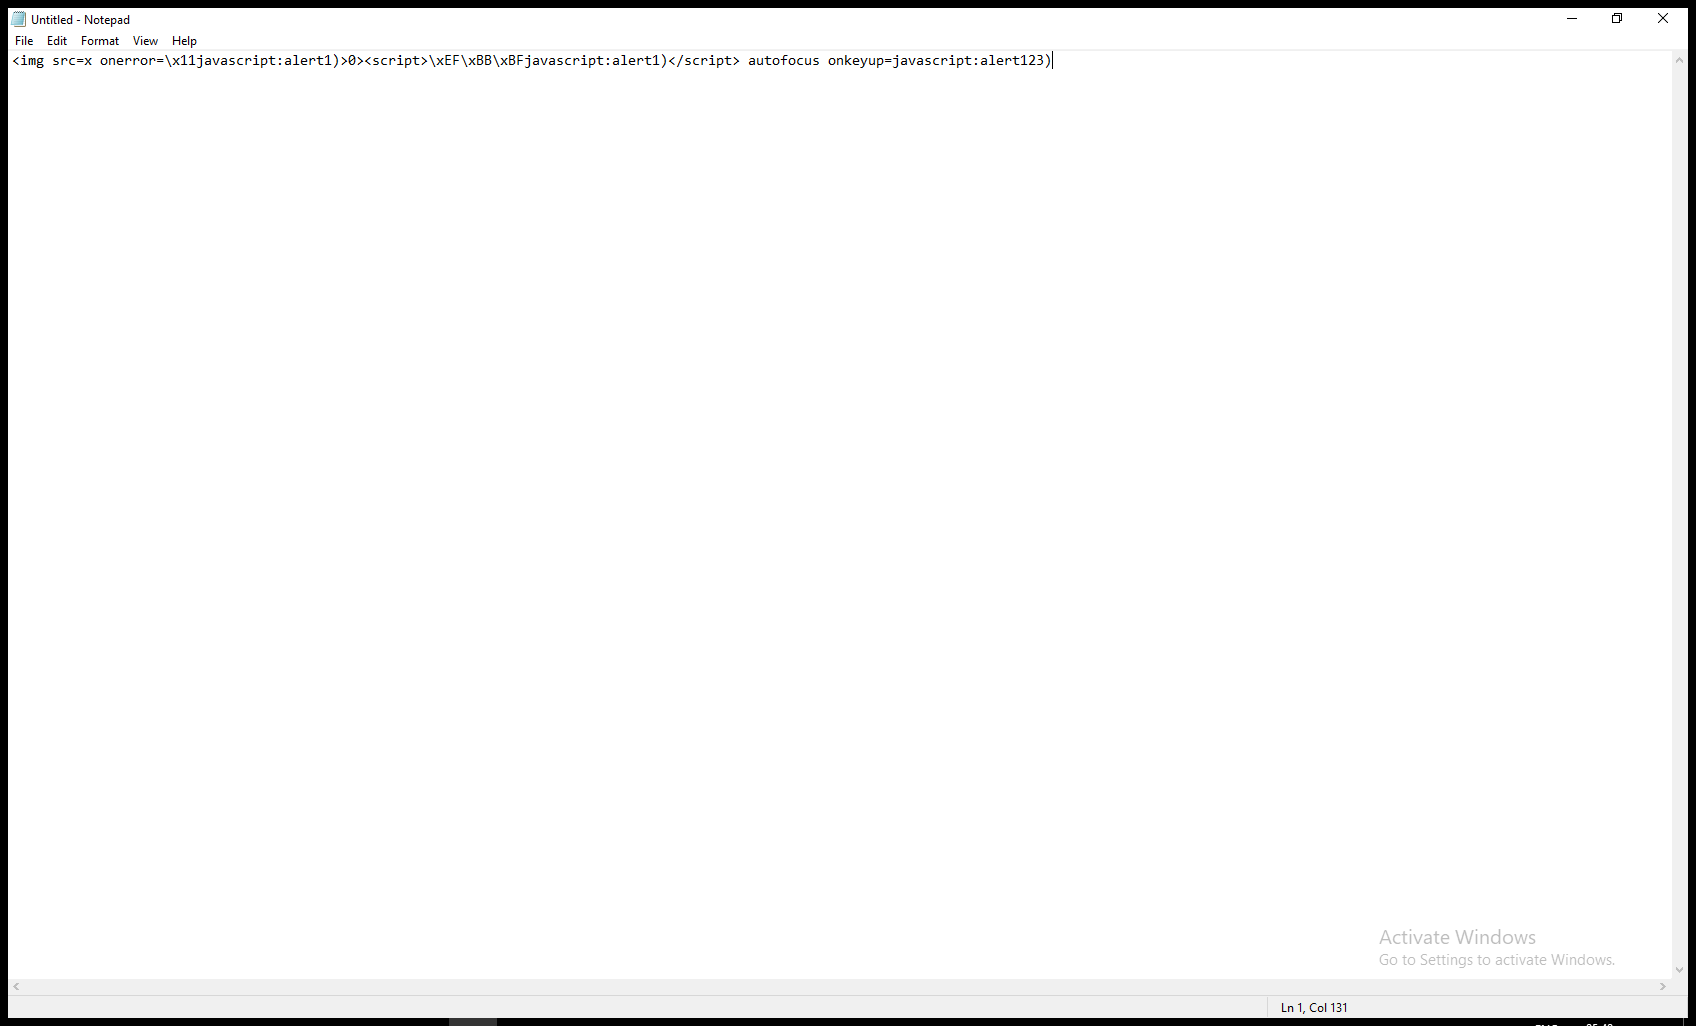 Untitled - Notepad
File Edit Format View Help
<img src=x onerror=\x11javascript:alert1)>0><script>\xEF\xBB\xBFjavascript:alert1)</script> autofocus onkeyup=javascript:alert123)
Activate Windows
Go to Settings to activate Windows.
Ln 1, Col 131